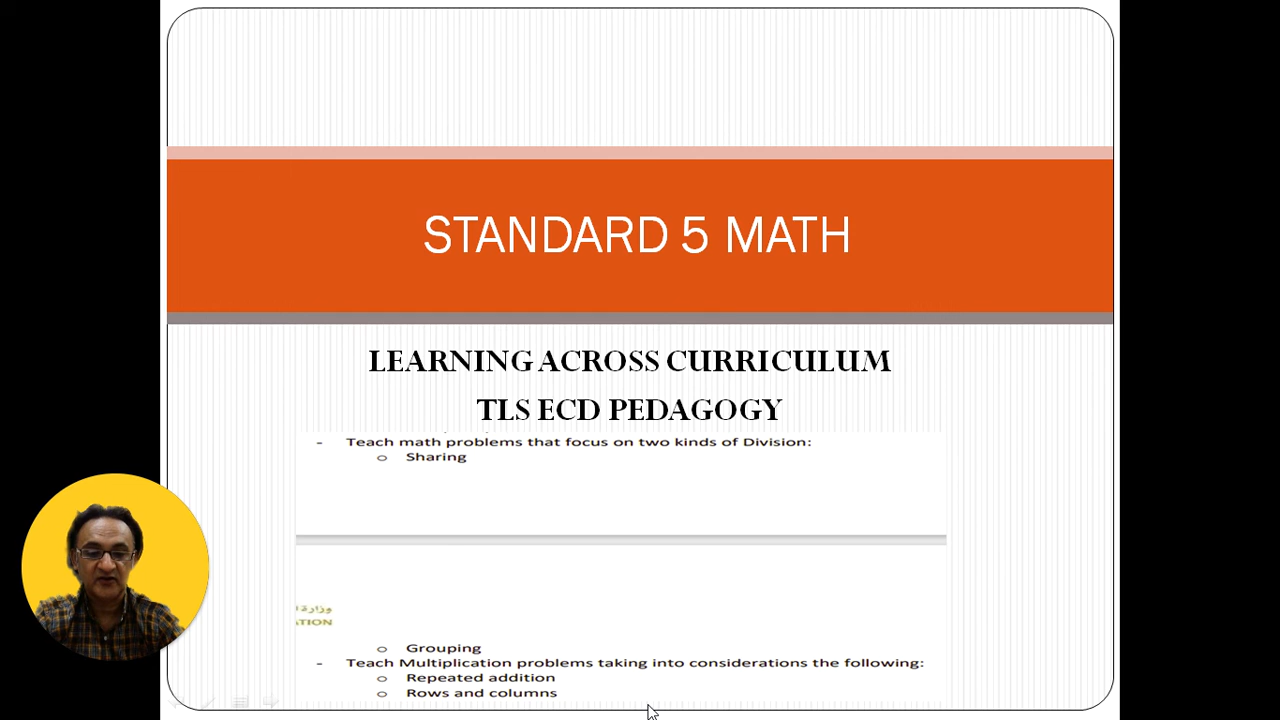 STANDARD 5 MATH
LEARNING ACROSS CURRICULUM
TLS ECD PEDAGOGY
- Teach math problems that focus on two kinds of Division:
o Sharing
وزارة
ATION
o Grouping
- Teach Multiplication problems taking into considerations the following:
o Repeated addition
o Rows and columns